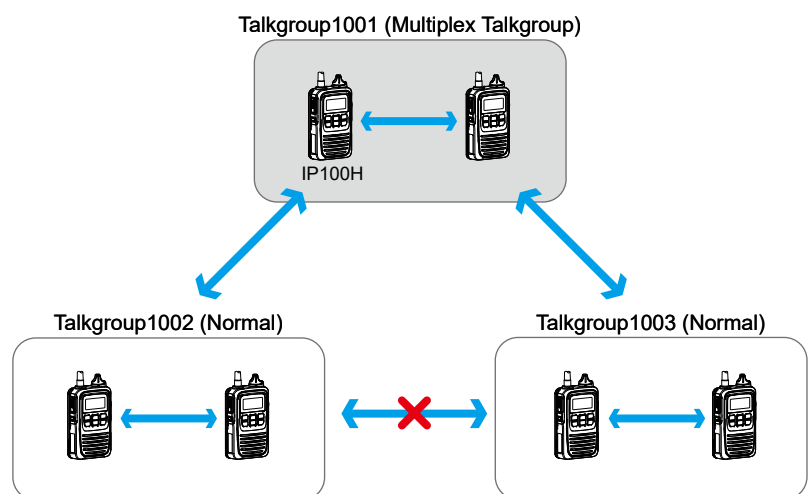 Talkgroup1001 (Multiplex Talkgroup)
IP100H
Talkgroup1002 (Normal)
Talkgroup1003 (Normal)